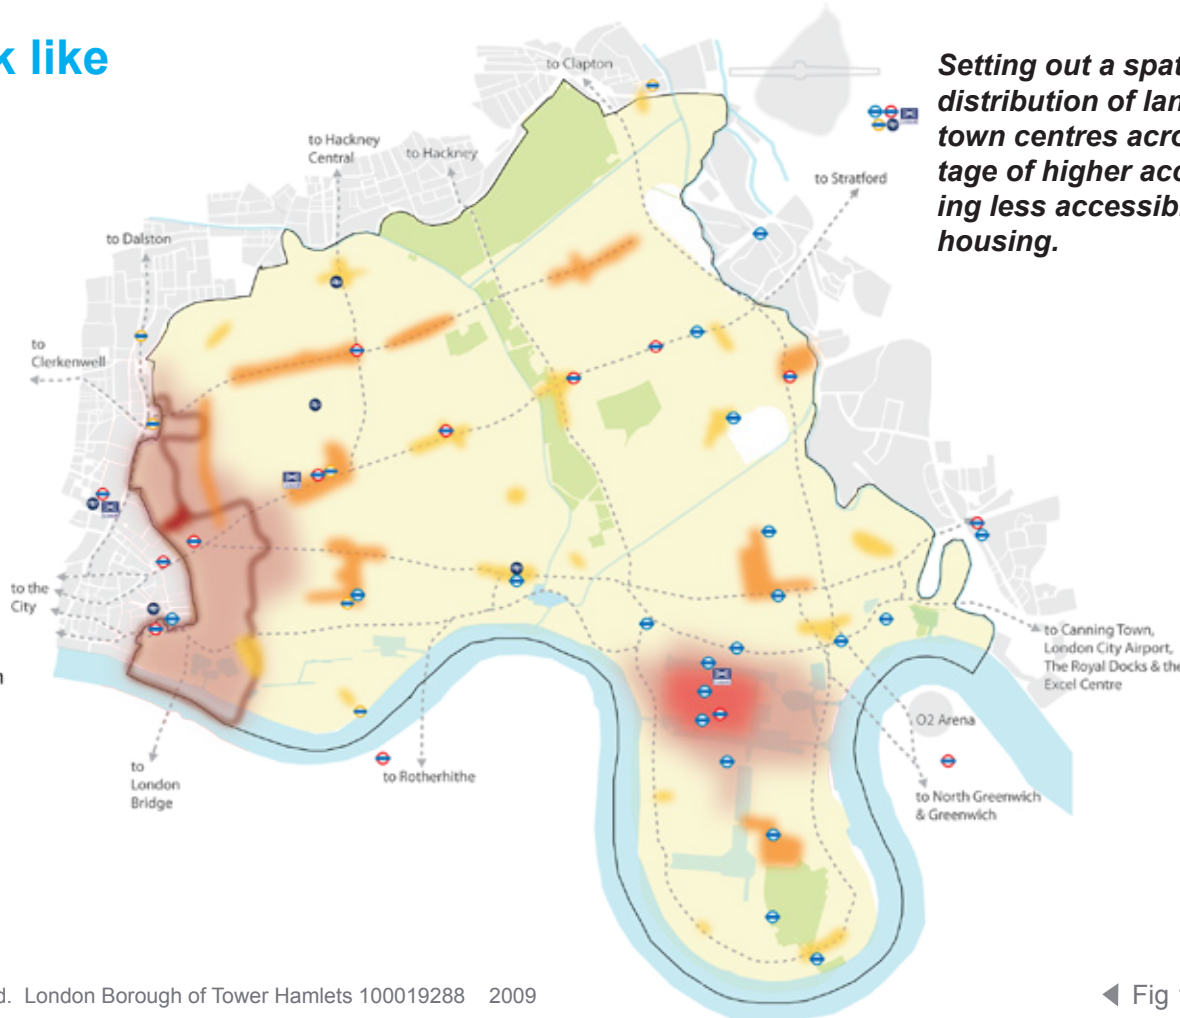 like
Setting out a spat
distribution of lan
town centres acro
tage of higher acc
ing less accessib
housing.
to Clapton
to Hackney
Central
to Hackney
to Stratford
to Dalston
to
Clerkenwell
to the
City
to Canning Town,
London City Airport,
The Royal Docks & the
Excel Centre
O2 Arena
to
London
Bridge
to Rotherhithe
to North Greenwich
& Greenwich
d. London Borough of Tower Hamlets 100019288 2009
Fig